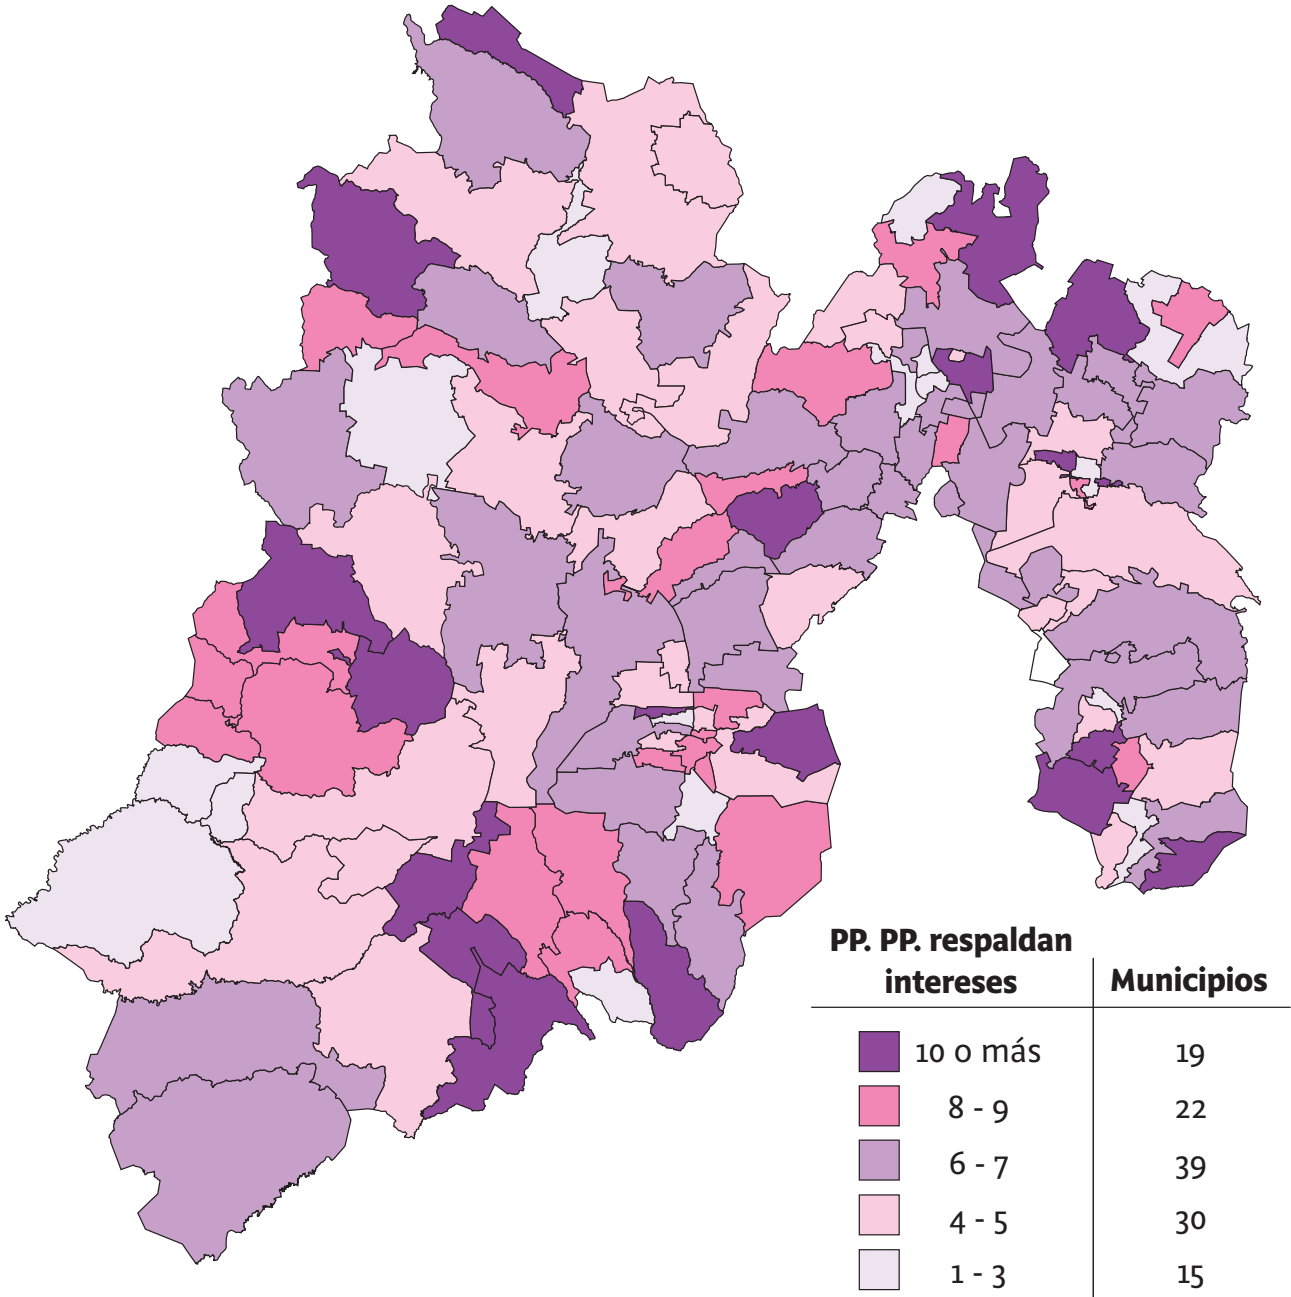 PP. PP. respaldan
intereses Municipios
10 o más 19
8 - 9 22
6 - 7 39
4 - 5 30
1 - 3 15